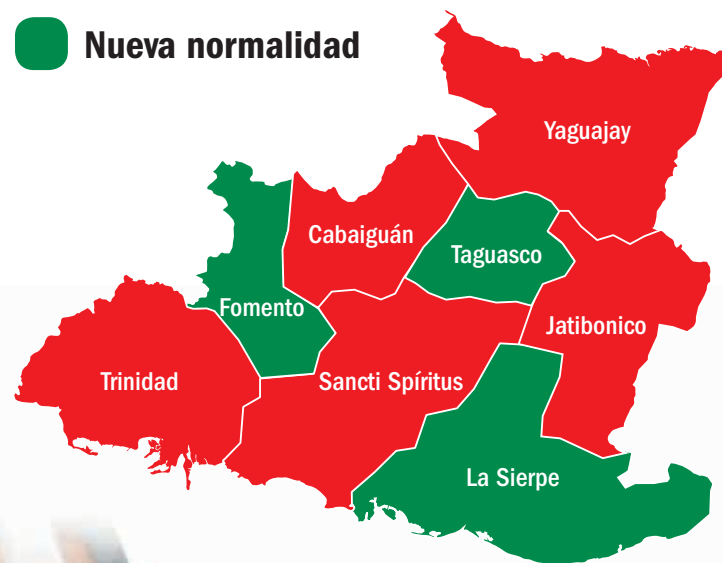 Nueva normalidad
Yaguajay
Cabaiguán
Taguasco
Fomento
Jatibonico
Trinidad
Sancti Spíritus
La Sierpe